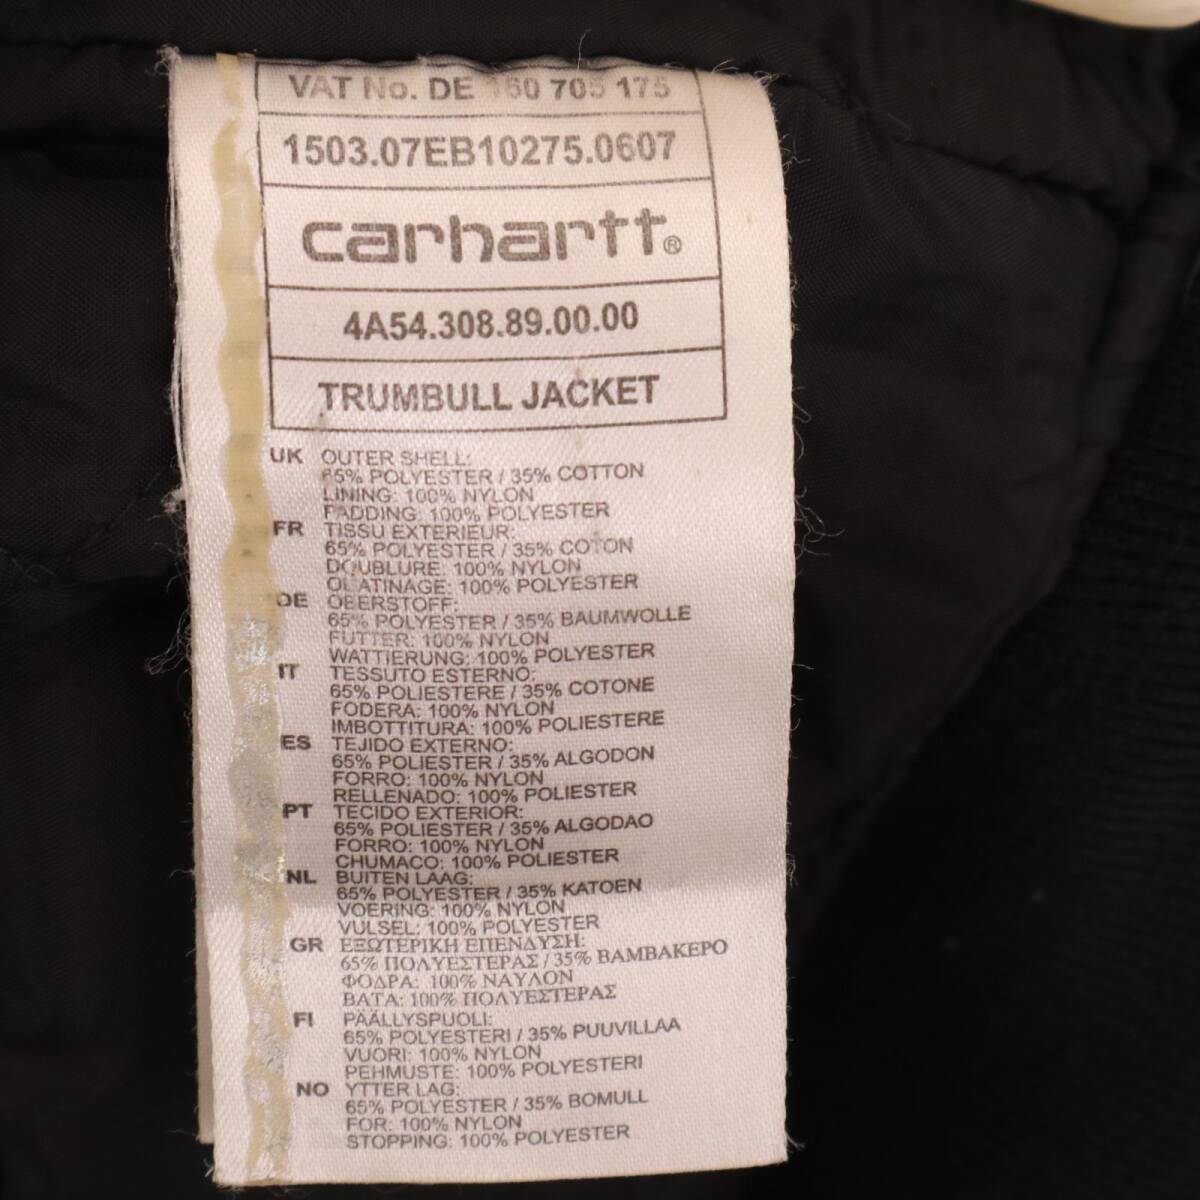 VAT No. DE 160 705 175
1503.07EB10275.0607
carhartt®
4A54.308.89.00.00
TRUMBULL JACKET
UK OUTER SHELL:
65% POLYESTER / 35% COTTON
LINING: 100% NYLON
PADDING: 100% POLYESTER
FR TISSU EXTERIEUR:
65% POLYESTER / 35% COTON
DOUBLURE: 100% NYLON
OUATINAGE: 100% POLYESTER
DE OBERSTOFF:
65% POLYESTER / 35% BAUMWOLLE
FUTTER: 100% NYLON
WATTIERUNG: 100% POLYESTER
IT TESSUTO ESTERNO:
65% POLIESTERE / 35% COTONE
FODERA: 100% NYLON
IMBOTTITURA: 100% POLIESTERE
ES TEJIDO EXTERNO:
65% POLIESTER / 35% ALGODON
FORRO: 100% NYLON
RELLENADO: 100% POLIESTER
PT TECIDO EXTERIOR:
65% POLIESTER / 35% ALGODAO
FORRO: 100% NYLON
CHUMACO: 100% POLIESTER
NL BUITEN LAAG:
65% POLYESTER / 35% KATOEN
VOERING: 100% NYLON
VULSEL: 100% POLYESTER
GR ΕΞΩΤΕΡΙΚΗ ΕΠΕΝΔΥΣΗ:
65% ΠΟΛΥΕΣΤΕΡΑΣ / 35% ΒΑΜΒΑΚΕΡΟ
ΦΟΔΡΑ: 100% ΝΑΥΛΟΝ
ΒΑΤΑ: 100% ΠΟΛΥΕΣΤΕΡΑΣ
FI PÄÄLLYSPUOLI:
65% POLYESTERI / 35% PUUVILLAA
VUORI: 100% NYLON
PEHMUSTE: 100% POLYESTERI
NO YTTER LAG:
65% POLYESTER / 35% BOMULL
FOR: 100% NYLON
STOPPING: 100% POLYESTER